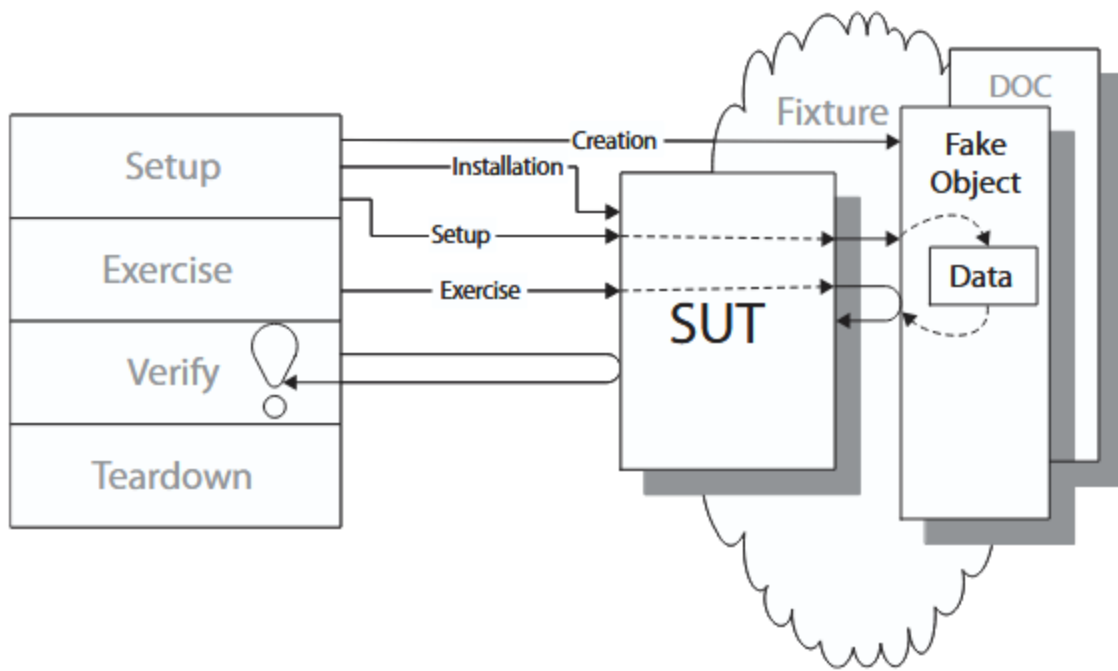 DOC
Fixture
Creation
Fake
Object
Setup
Installation
Setup
Exercise
Data
Exercise
SUT
Verify
Teardown